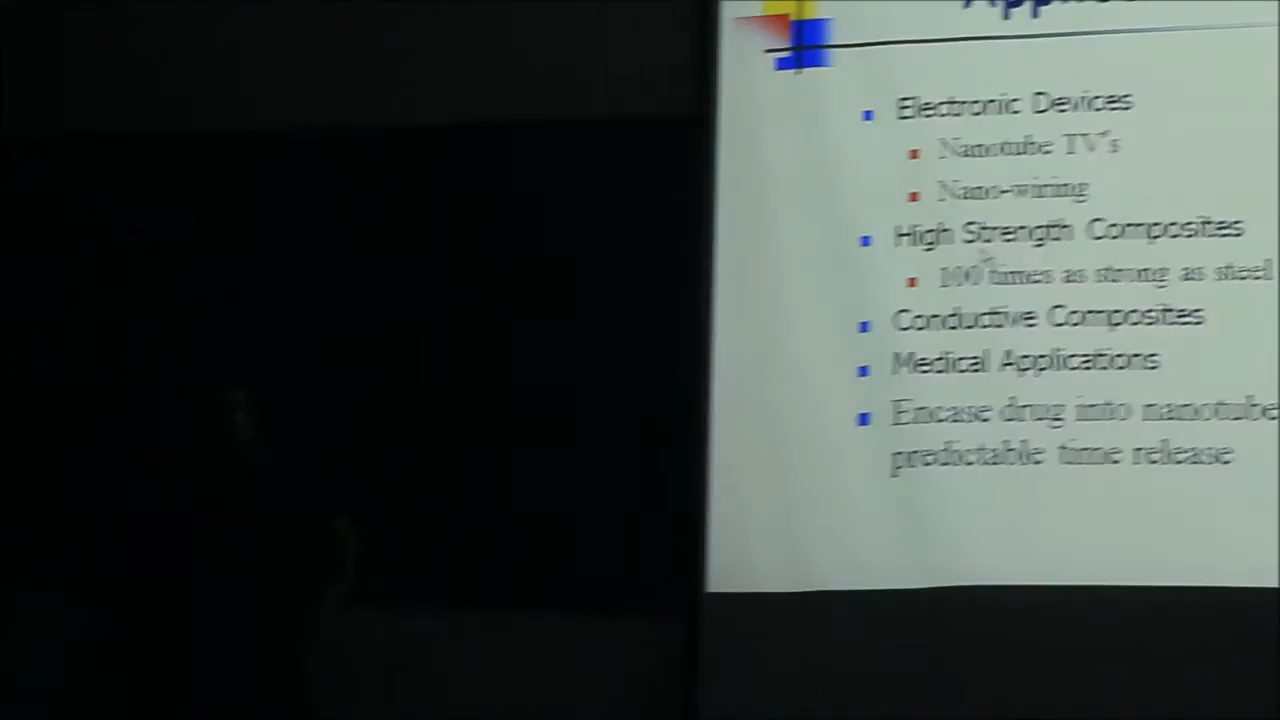 Electronic Devices
Nanotube TV's
Nano-wiring
High Strength Composites
100 times as strong as steel
Conductive Composites
Medical Applications
Encase drug into nanotube
predictable time release